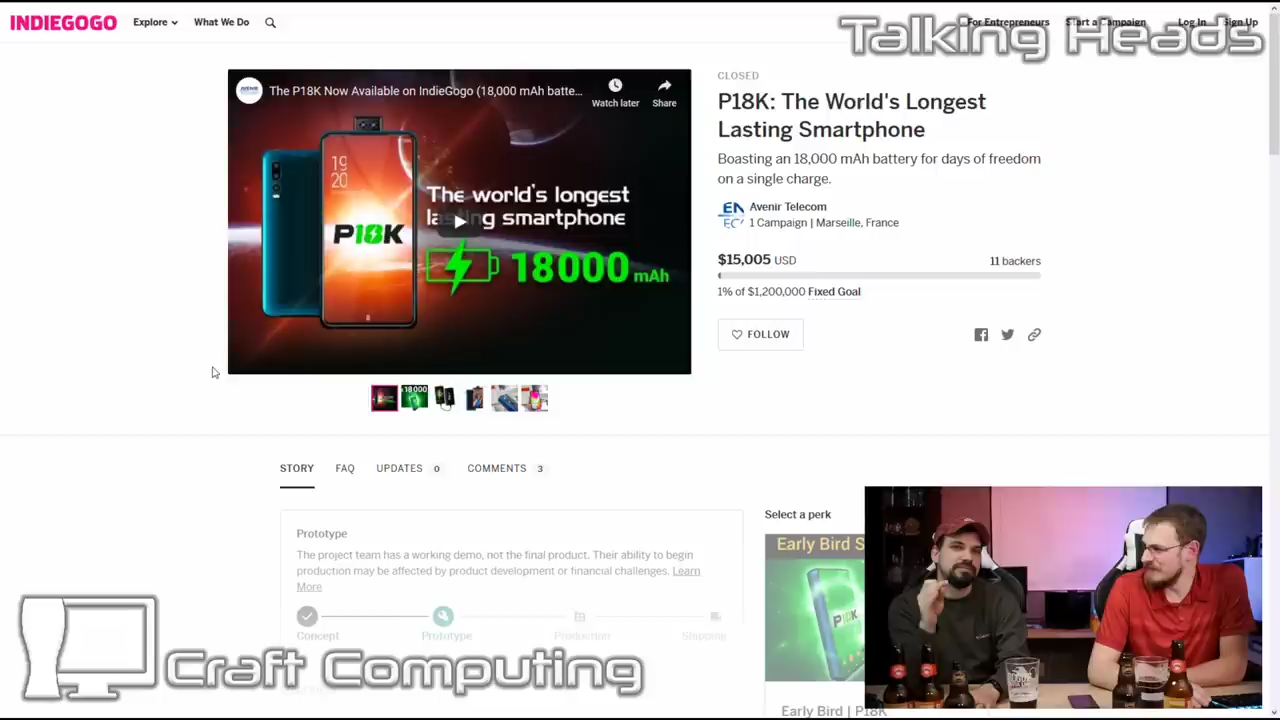 INDIEGOGO
Explore
What We Do
For Entrepreneurs
Start a Campaign
Log In
Sign Up
Talking Heads
AVENIR
The P18K Now Available on IndieGogo (18,000 mAh batte...
Watch later
Share
19
20
P18K
The world's longest
lasting smartphone
18000 mAh
CLOSED
P18K: The World's Longest
Lasting Smartphone
Boasting an 18,000 mAh battery for days of freedom
on a single charge.
Avenir Telecom
1 Campaign | Marseille, France
$15,005 USD
11 backers
1% of $1,200,000 Fixed Goal
FOLLOW
18000
STORY
FAQ
UPDATES 0
COMMENTS 3
Prototype
The project team has a working demo, not the final product. Their ability to begin
production may be affected by product development or financial challenges. Learn
More
Concept
Prototype
Production
Shipping
Select a perk
Early Bird S
P18K
Early Bird | P18K
Craft Computing